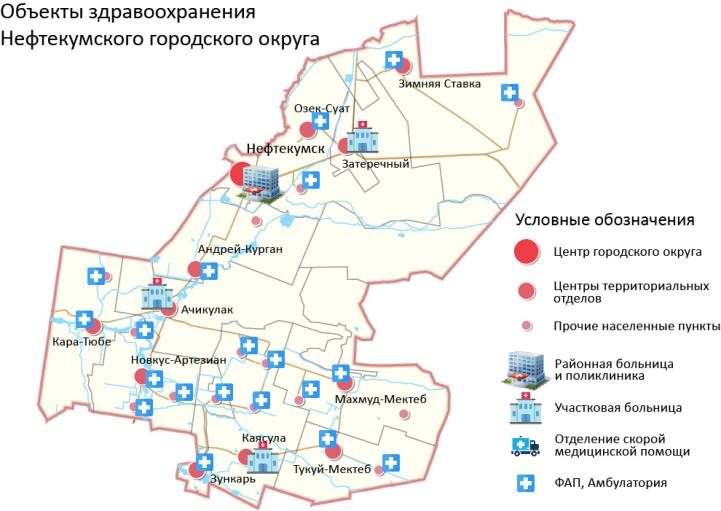 Объекты здравоохранения
Нефтекумского городского округа
Зимняя Ставка
Озек-Суат
Нефтекумск
Затеречный
Андрей-Курган
Ачикулак
Кара-Тюбе
Новкус-Артезиан
Махмуд-Мектеб
Каясула
Тукуй-Мектеб
Зункарь
Условные обозначения
Центр городского округа
Центры территориальных
отделов
Прочие населенные пункты
Районная больница
и поликлиника
Участковая больница
Отделение скорой
медицинской помощи
ФАП, Амбулатория